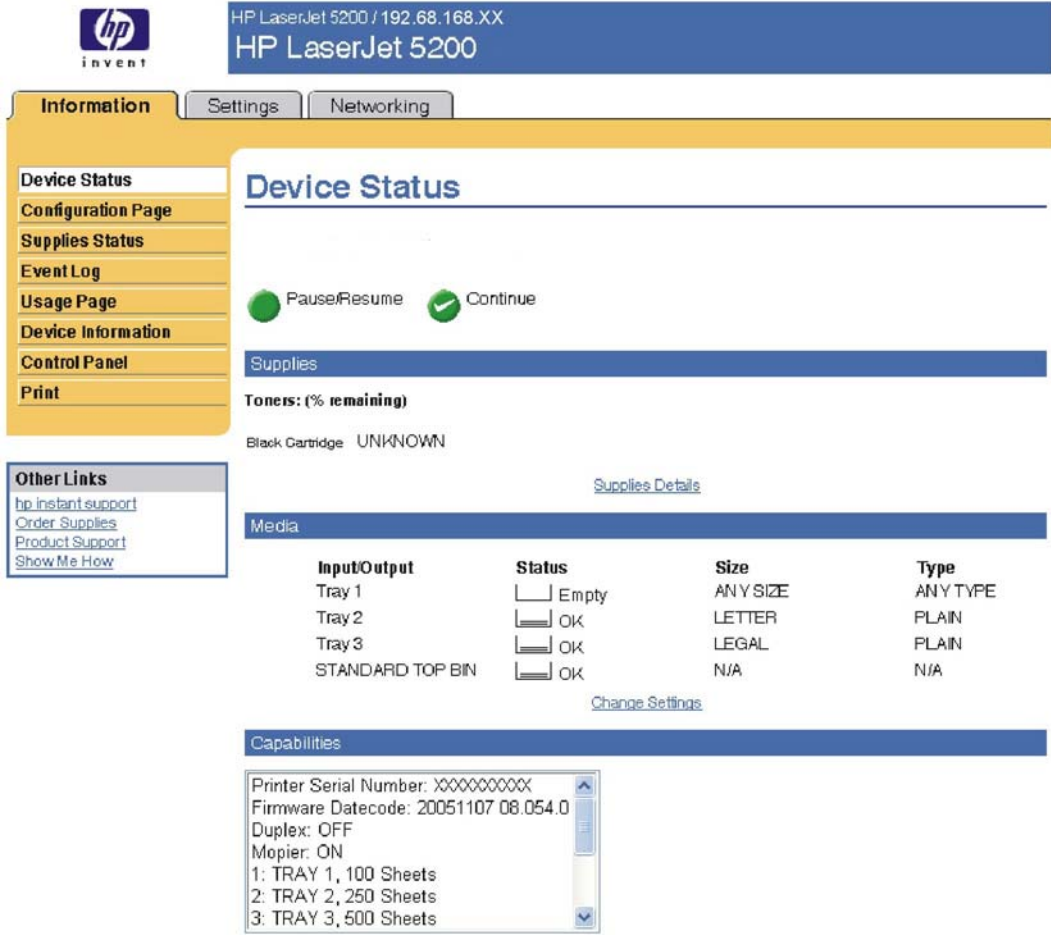 hp
invent
HP LaserJet 5200 / 192.68.168.XX
HP LaserJet 5200
Information
Settings
Networking
Device Status
Configuration Page
Supplies Status
Event Log
Usage Page
Device Information
Control Panel
Print
Other Links
hp instant support
Order Supplies
Product Support
Show Me How
Device Status
Pause/Resume
Continue
Supplies
Toners: (% remaining)
Black Cartridge UNKNOWN
Supplies Details
Media
Input/Output Status Size Type
Tray 1 Empty ANY SIZE ANY TYPE
Tray 2 OK LETTER PLAIN
Tray 3 OK LEGAL PLAIN
STANDARD TOP BIN OK N/A N/A
Change Settings
Capabilities
Printer Serial Number: XXXXXXXXXX
Firmware Datecode: 20051107 08.054.0
Duplex: OFF
Mopier: ON
1: TRAY 1, 100 Sheets
2: TRAY 2, 250 Sheets
3: TRAY 3, 500 Sheets